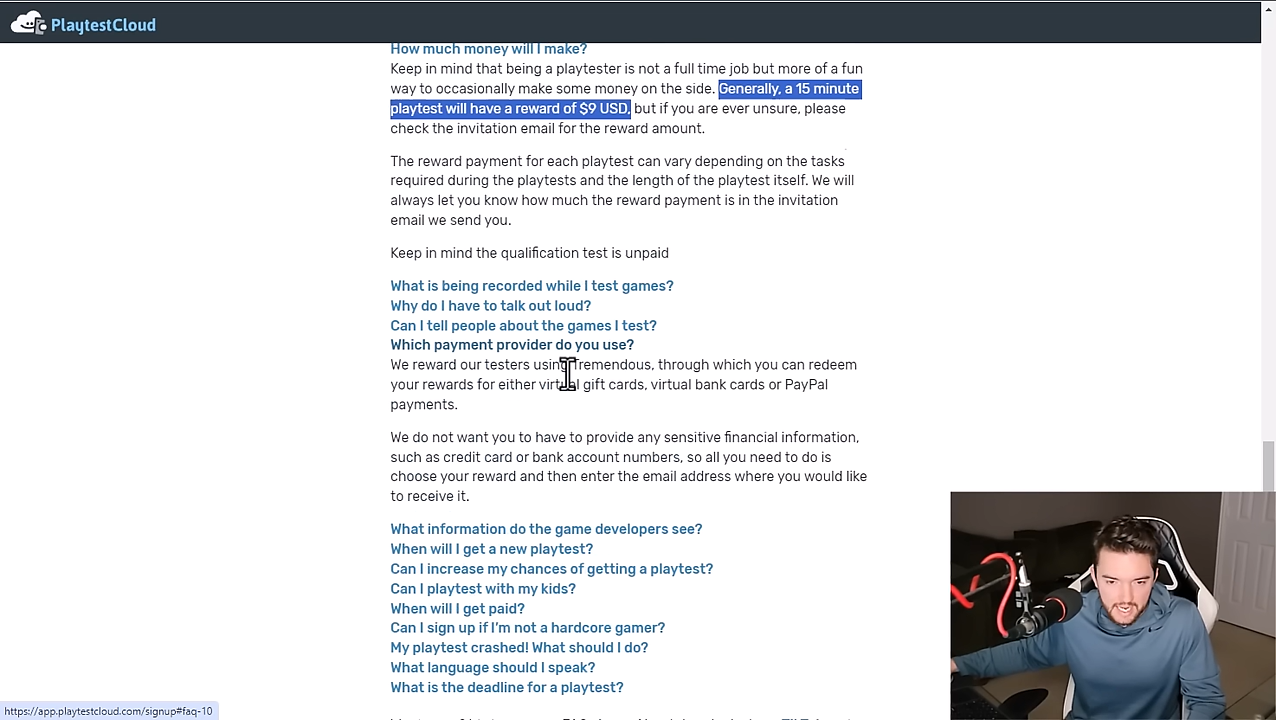 PlaytestCloud
How much money will I make?
Keep in mind that being a playtester is not a full time job but more of a fun
way to occasionally make some money on the side. Generally, a 15 minute
playtest will have a reward of $9 USD, but if you are ever unsure, please
check the invitation email for the reward amount.
The reward payment for each playtest can vary depending on the tasks
required during the playtests and the length of the playtest itself. We will
always let you know how much the reward payment is in the invitation
email we send you.
Keep in mind the qualification test is unpaid
What is being recorded while I test games?
Why do I have to talk out loud?
Can I tell people about the games I test?
Which payment provider do you use?
We reward our testers using Tremendous, through which you can redeem
your rewards for either virtual gift cards, virtual bank cards or PayPal
payments.
We do not want you to have to provide any sensitive financial information,
such as credit card or bank account numbers, so all you need to do is
choose your reward and then enter the email address where you would like
to receive it.
What information do the game developers see?
When will I get a new playtest?
Can I increase my chances of getting a playtest?
Can I playtest with my kids?
When will I get paid?
Can I sign up if I'm not a hardcore gamer?
My playtest crashed! What should I do?
What language should I speak?
What is the deadline for a playtest?
https://app.playtestcloud.com/signup#faq-10